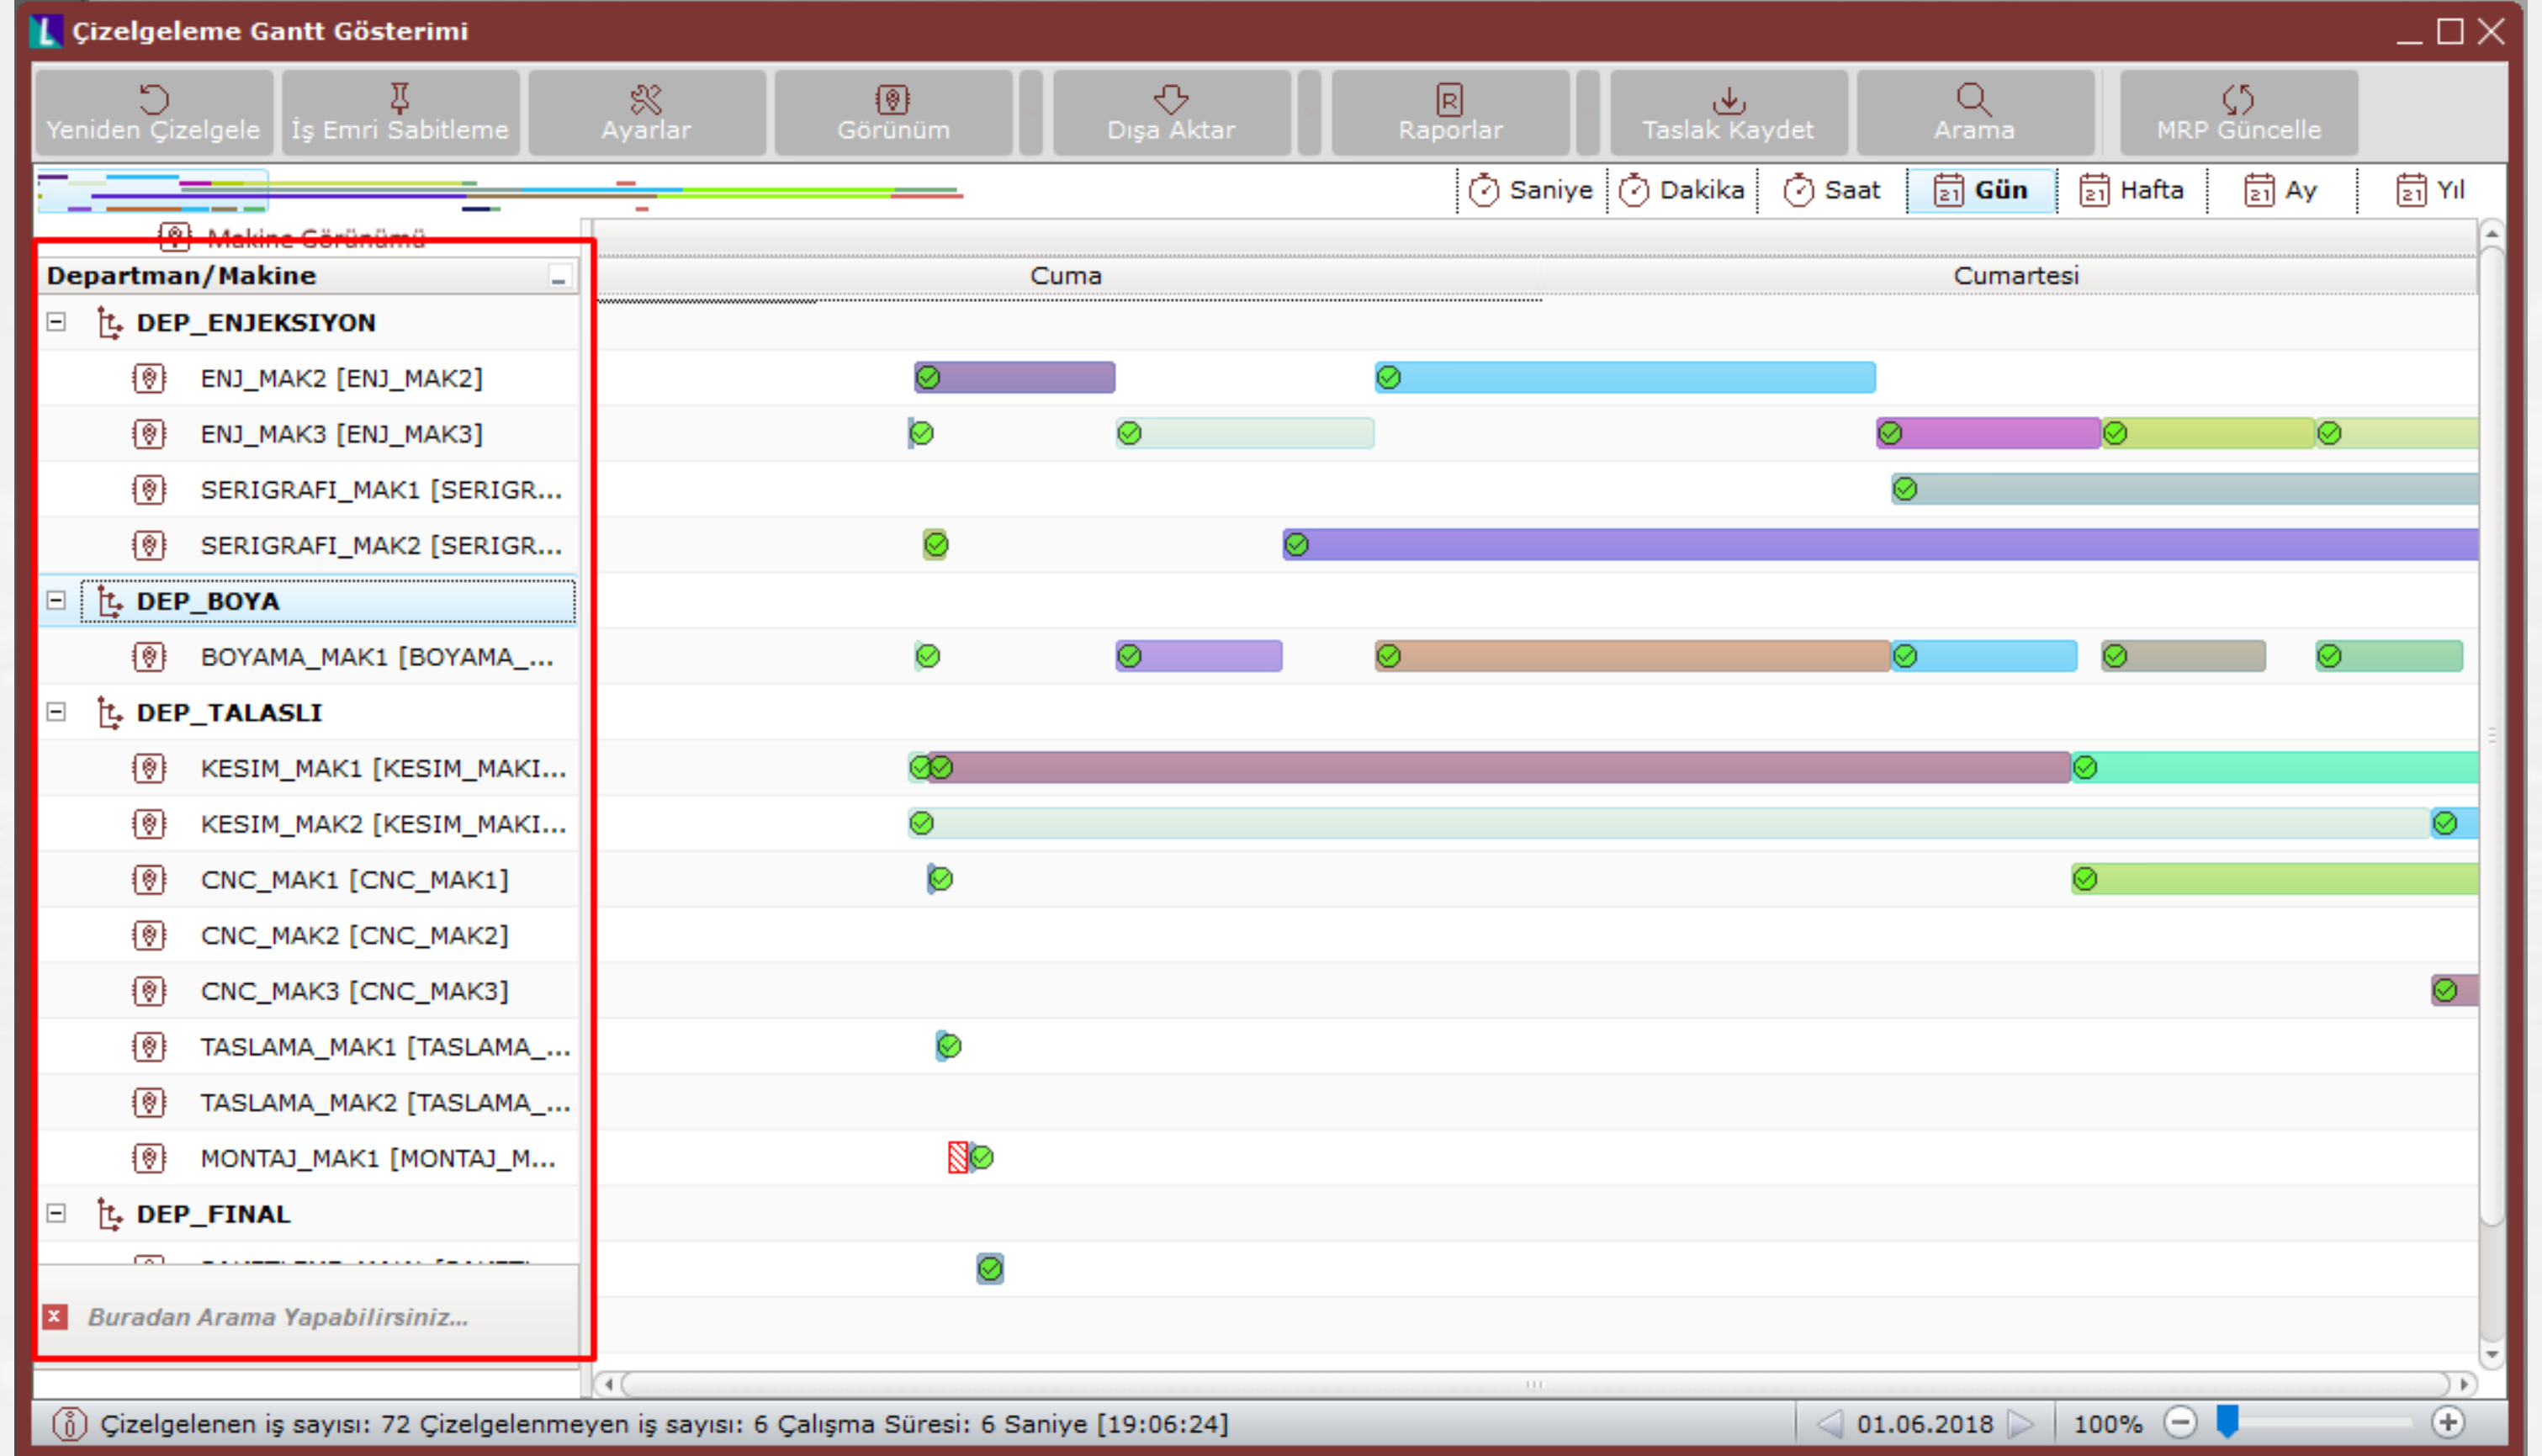 Çizelgeleme Gantt Gösterimi
Yeniden Çizelgele İş Emri Sabitleme Ayarlar Görünüm Dışa Aktar Raporlar Taslak Kaydet Arama MRP Güncelle
Saniye Dakika Saat Gün Hafta Ay Yıl
Makine Görünümü
Departman/Makine Cuma Cumartesi
DEP_ENJEKSIYON
ENJ_MAK2 [ENJ_MAK2]
ENJ_MAK3 [ENJ_MAK3]
SERIGRAFI_MAK1 [SERIGR...
SERIGRAFI_MAK2 [SERIGR...
DEP_BOYA
BOYAMA_MAK1 [BOYAMA_...
DEP_TALASLI
KESIM_MAK1 [KESIM_MAKI...
KESIM_MAK2 [KESIM_MAKI...
CNC_MAK1 [CNC_MAK1]
CNC_MAK2 [CNC_MAK2]
CNC_MAK3 [CNC_MAK3]
TASLAMA_MAK1 [TASLAMA_...
TASLAMA_MAK2 [TASLAMA_...
MONTAJ_MAK1 [MONTAJ_M...
DEP_FINAL
Buradan Arama Yapabilirsiniz...
Çizelgelenen iş sayısı: 72 Çizelgelenmeyen iş sayısı: 6 Çalışma Süresi: 6 Saniye [19:06:24] 01.06.2018 100%